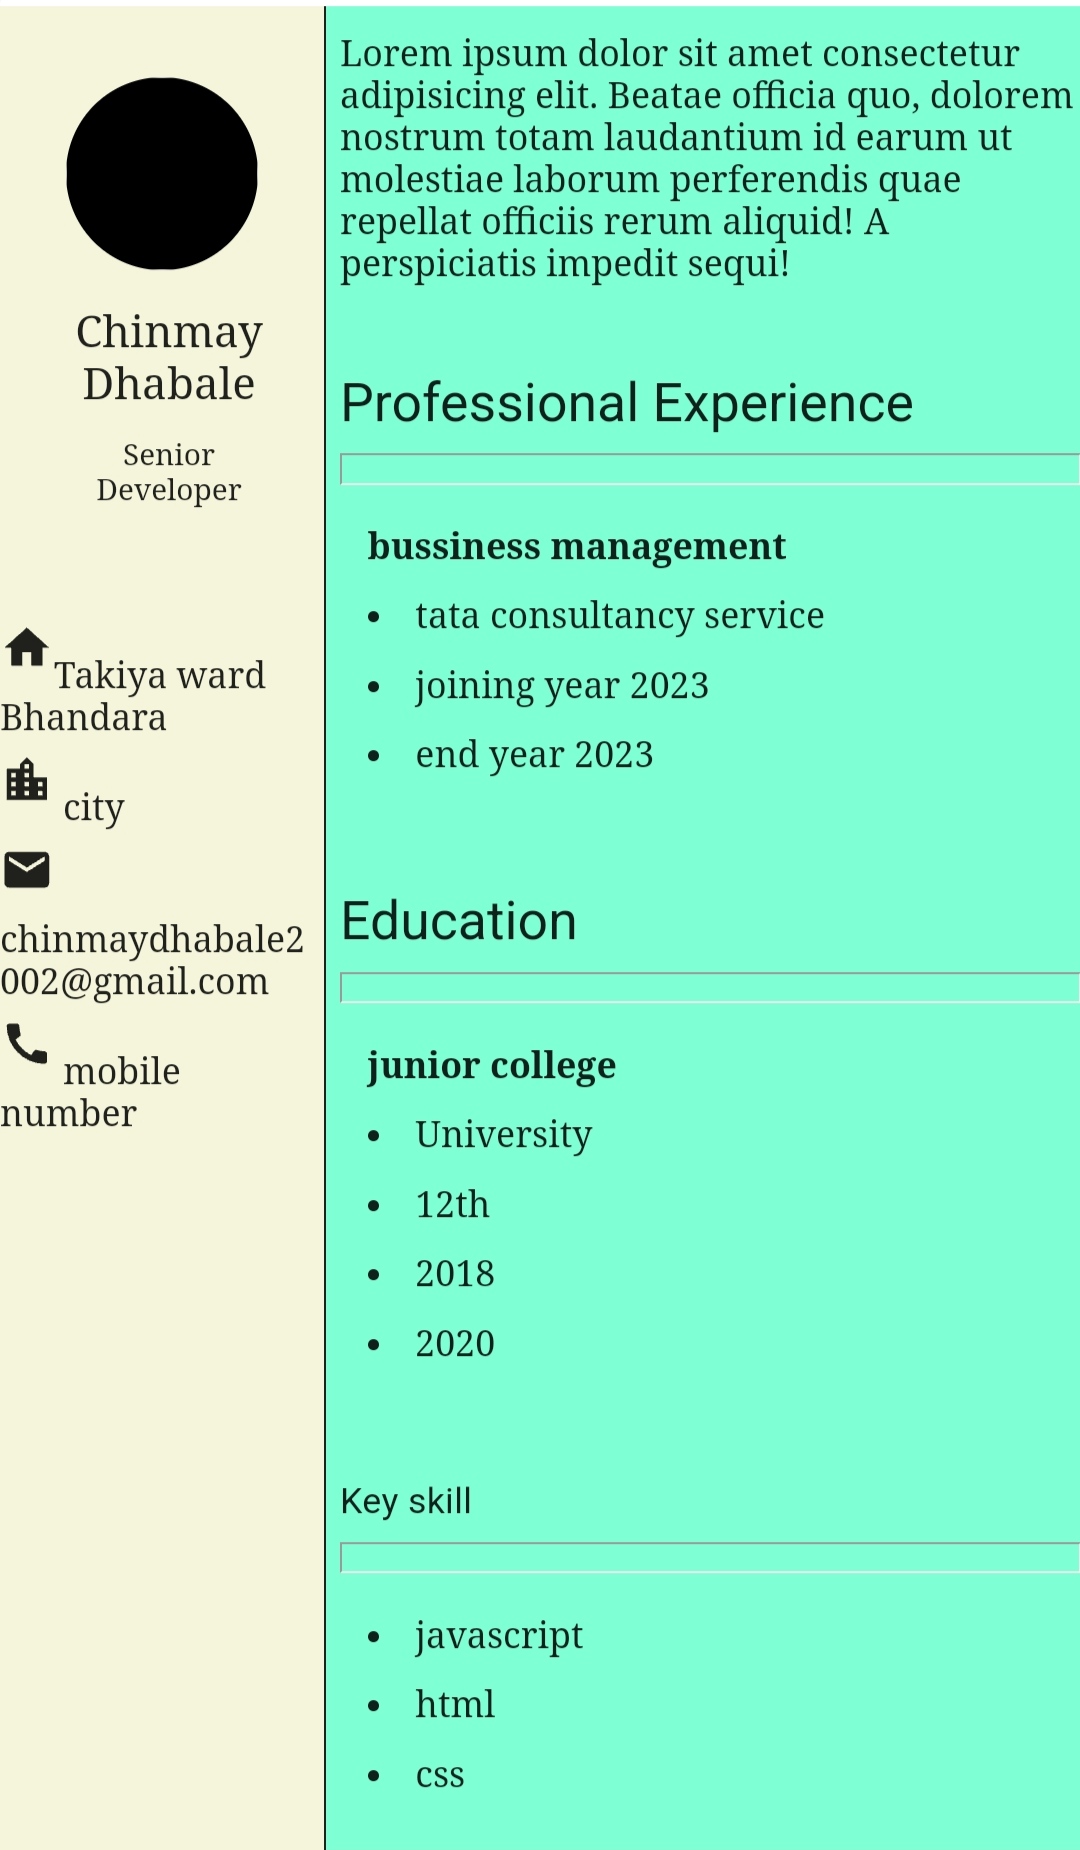 Chinmay
Dhabale
Senior
Developer
Takiya ward
Bhandara
city
chinmaydhabale2
002@gmail.com
mobile
number
Lorem ipsum dolor sit amet consectetur
adipisicing elit. Beatae officia quo, dolorem
nostrum totam laudantium id earum ut
molestiae laborum perferendis quae
repellat officiis rerum aliquid! A
perspiciatis impedit sequi!
Professional Experience
bussiness management
• tata consultancy service
• joining year 2023
• end year 2023
Education
junior college
• University
• 12th
• 2018
• 2020
Key skill
• javascript
• html
• css